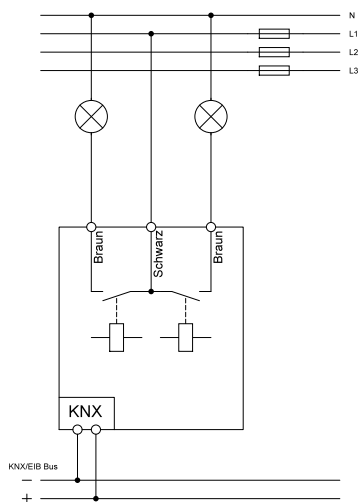 N
L1
L2
L3
Braun
Schwarz
Braun
KNX
KNX/EIB Bus
−
+